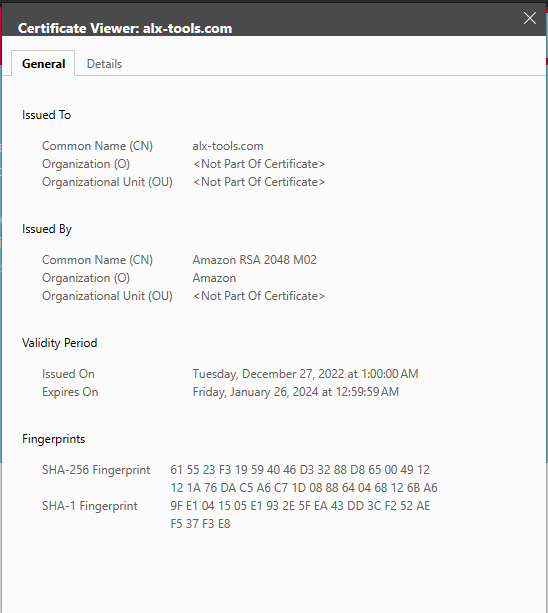 Certificate Viewer: alx-tools.com
General Details
Issued To
Common Name (CN) alx-tools.com
Organization (O) <Not Part Of Certificate>
Organizational Unit (OU) <Not Part Of Certificate>
Issued By
Common Name (CN) Amazon RSA 2048 M02
Organization (O) Amazon
Organizational Unit (OU) <Not Part Of Certificate>
Validity Period
Issued On Tuesday, December 27, 2022 at 1:00:00 AM
Expires On Friday, January 26, 2024 at 12:59:59 AM
Fingerprints
SHA-256 Fingerprint 61 55 23 F3 19 59 40 46 D3 32 88 D8 65 00 49 12
12 1A 76 DA C5 A6 C7 1D 08 88 64 04 68 12 6B A6
SHA-1 Fingerprint 9F E1 04 15 05 E1 93 2E 5F EA 43 DD 3C F2 52 AE
F5 37 F3 E8